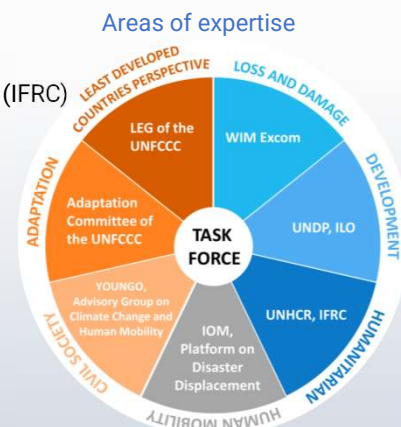 Areas of expertise
(IFRC)
LEAST DEVELOPED
COUNTRIES PERSPECTIVE
LOSS AND DAMAGE
LEG of the
UNFCCC
WIM Excom
ADAPTATION
DEVELOPMENT
Adaptation
Committee of
the UNFCCC
TASK
FORCE
UNDP, ILO
YOUNGO,
Advisory Group on
Climate Change and
Human Mobility
UNHCR, IFRC
IOM,
Platform on
Disaster
Displacement
CIVIL SOCIETY
HUMANITARIAN
HUMAN MOBILITY